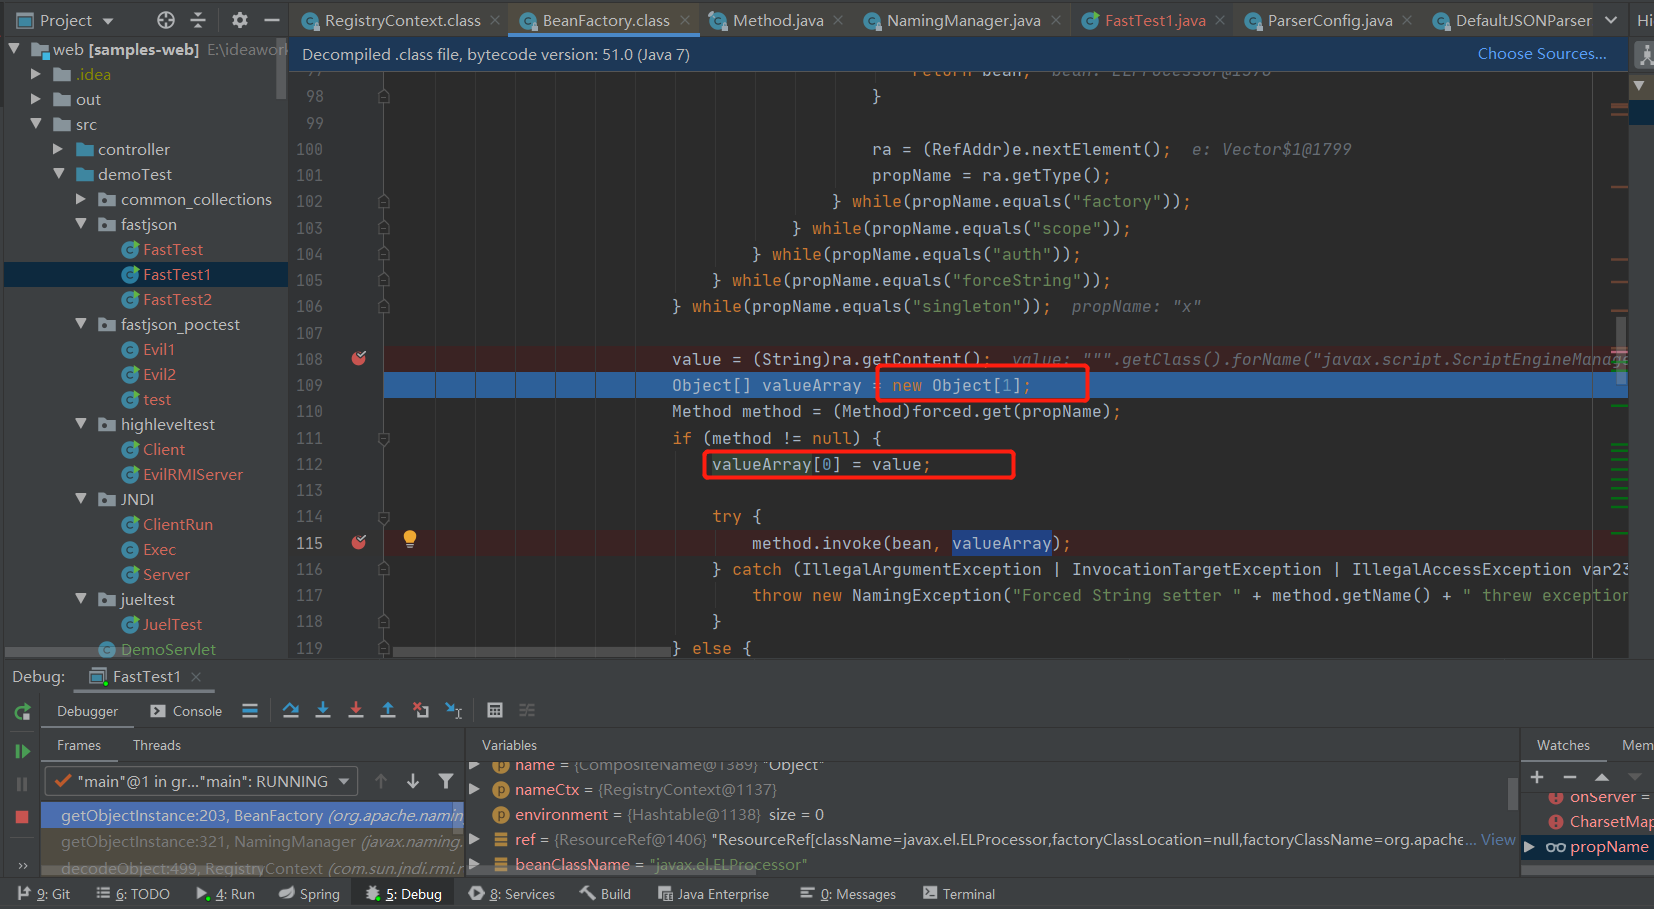 Project
RegistryContext.class
BeanFactory.class
Method.java
NamingManager.java
FastTest1.java
ParserConfig.java
DefaultJSONParser
web [samples-web] E:\ideawork
.idea
out
src
controller
demoTest
common_collections
fastjson
FastTest
FastTest1
FastTest2
fastjson_poctest
Evil1
Evil2
test
highleveltest
Client
EvilRMIServer
JNDI
ClientRun
Exec
Server
jueltest
JuelTest
DemoServlet
Decompiled .class file, bytecode version: 51.0 (Java 7)
Choose Sources...
return bean; bean: ELProcessor@1570
98 }
99
100 ra = (RefAddr)e.nextElement(); e: Vector$1@1799
101 propName = ra.getType();
102 } while(propName.equals("factory"));
103 } while(propName.equals("scope"));
104 } while(propName.equals("auth"));
105 } while(propName.equals("forceString"));
106 } while(propName.equals("singleton")); propName: "x"
107
108 value = (String)ra.getContent(); value: """.getClass().forName("javax.script.ScriptEngineManage
109 Object[] valueArray = new Object[1];
110 Method method = (Method)forced.get(propName);
111 if (method != null) {
112 valueArray[0] = value;
113
114 try {
115 method.invoke(bean, valueArray);
116 } catch (IllegalArgumentException | InvocationTargetException | IllegalAccessException var23
117 throw new NamingException("Forced String setter " + method.getName() + " threw exception
118 }
119 } else {
Debug: FastTest1
Debugger Console
Frames Threads
"main"@1 in gr..."main": RUNNING
getObjectInstance:203, BeanFactory (org.apache.namin
getObjectInstance:321, NamingManager (javax.naming.
decodeObject:499, RegistryContext (com.sun.jndi.rmi.r
Variables
name = {CompositeName@1389} "Object"
nameCtx = {RegistryContext@1137}
environment = {Hashtable@1138} size = 0
ref = {ResourceRef@1406} "ResourceRef[className=javax.el.ELProcessor,factoryClassLocation=null,factoryClassName=org.apache... View
beanClassName = "javax.el.ELProcessor"
Watches Mem
onServer =
CharsetMap
propName
9: Git
6: TODO
4: Run
Spring
5: Debug
8: Services
Build
Java Enterprise
0: Messages
Terminal